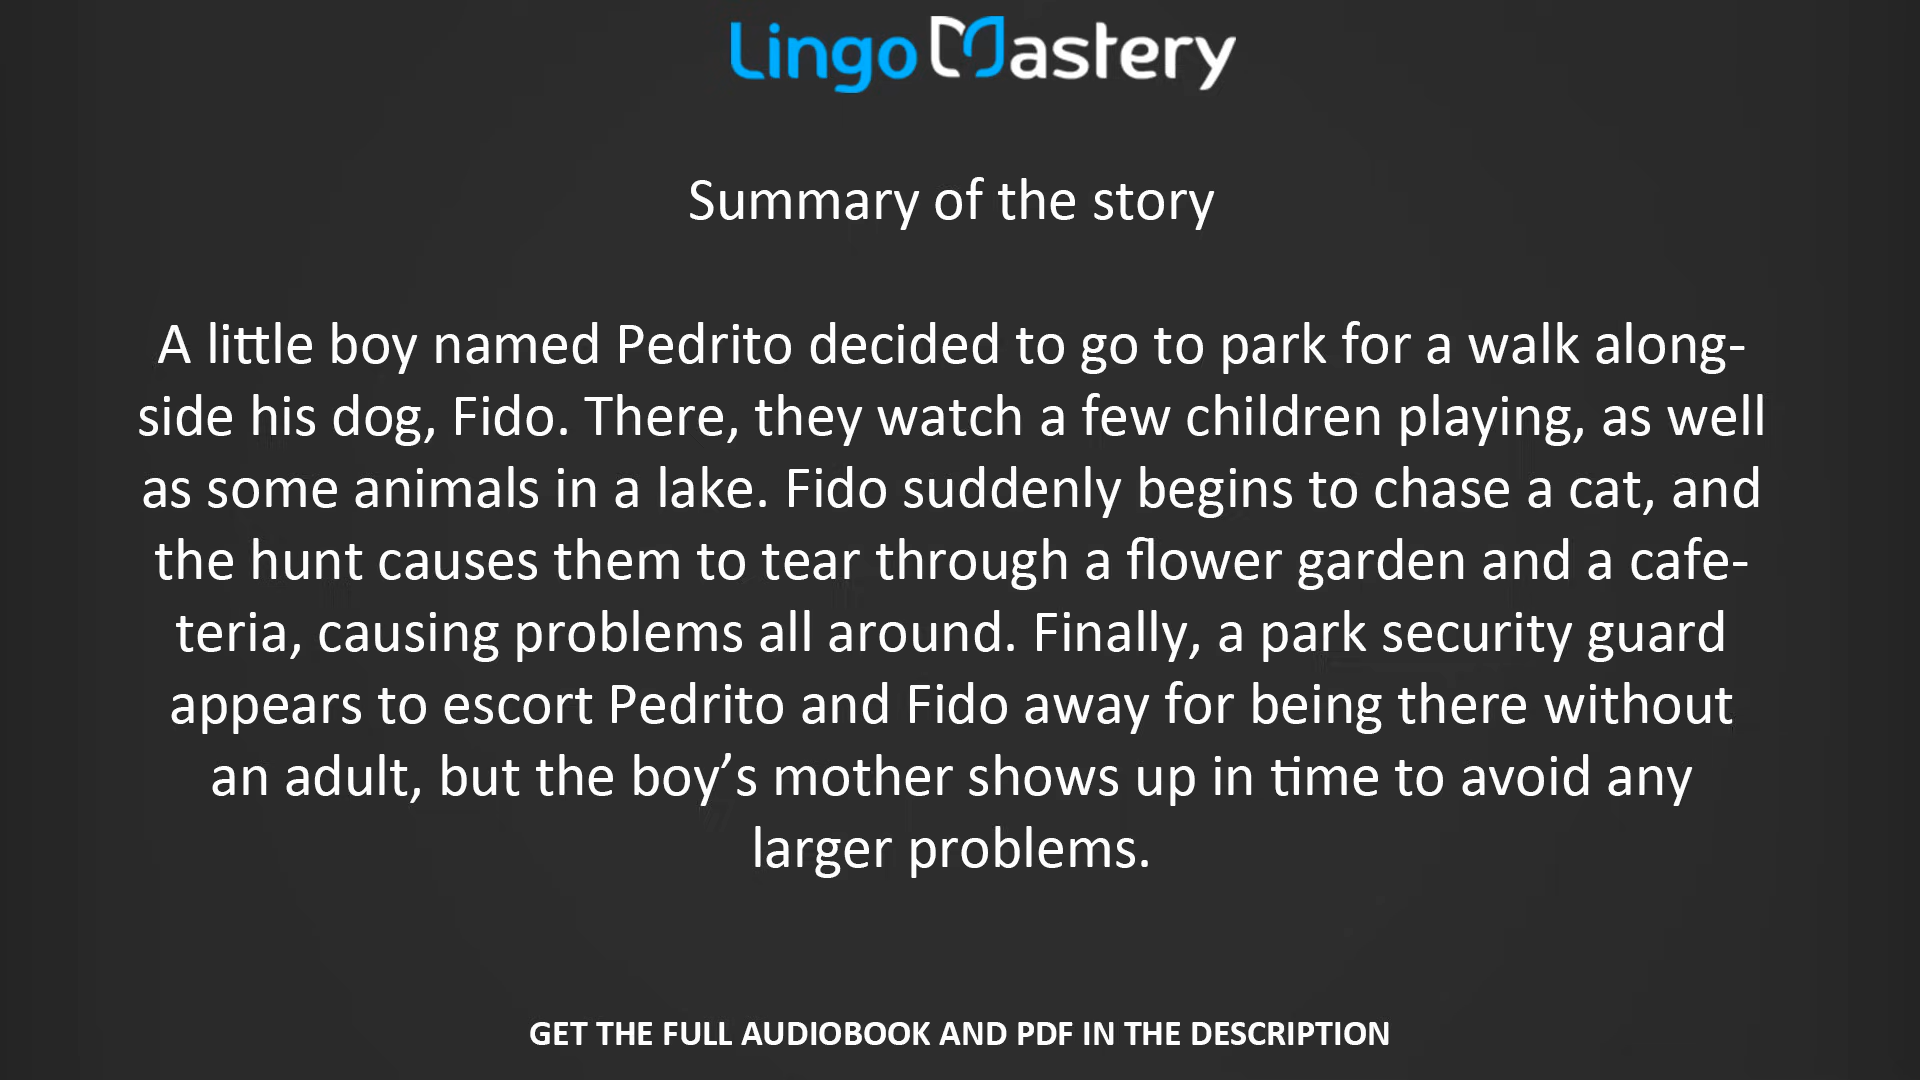 Lingo Mastery
Summary of the story
A little boy named Pedrito decided to go to park for a walk along-
side his dog, Fido. There, they watch a few children playing, as well
as some animals in a lake. Fido suddenly begins to chase a cat, and
the hunt causes them to tear through a flower garden and a cafe-
teria, causing problems all around. Finally, a park security guard
appears to escort Pedrito and Fido away for being there without
an adult, but the boy’s mother shows up in time to avoid any
larger problems.
GET THE FULL AUDIOBOOK AND PDF IN THE DESCRIPTION